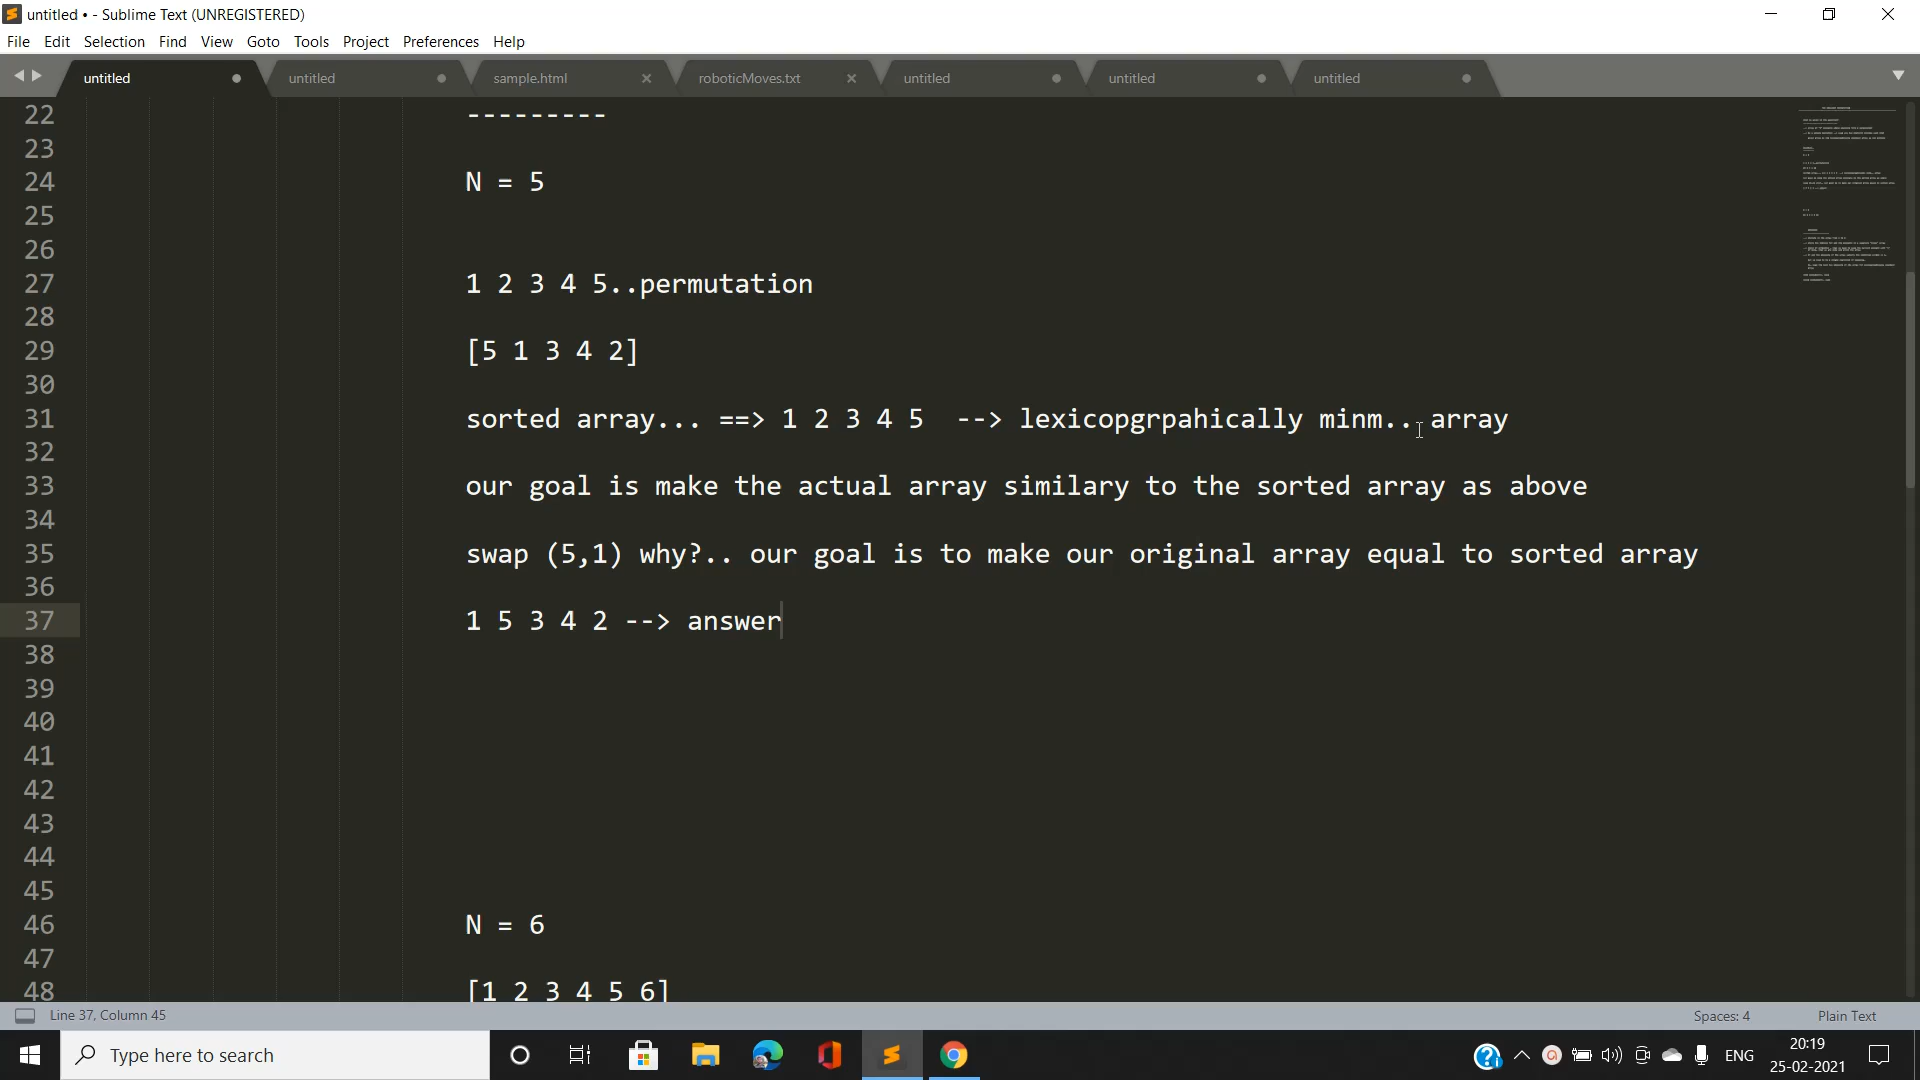 untitled • - Sublime Text (UNREGISTERED)
File Edit Selection Find View Goto Tools Project Preferences Help
untitled untitled sample.html roboticMoves.txt untitled untitled untitled
22 ---------
23
24 N = 5
25
26
27 1 2 3 4 5..permutation
28
29 [5 1 3 4 2]
30
31 sorted array... ==> 1 2 3 4 5 --> lexicopgrpahically minm...array
32
33 our goal is make the actual array similary to the sorted array as above
34
35 swap (5,1) why?.. our goal is to make our original array equal to sorted array
36
37 1 5 3 4 2 --> answer
38
39
40
41
42
43
44
45
46 N = 6
47
48 [1 2 3 4 5 6]
Line 37, Column 45 Spaces: 4 Plain Text
Type here to search
ENG 20:19
25-02-2021